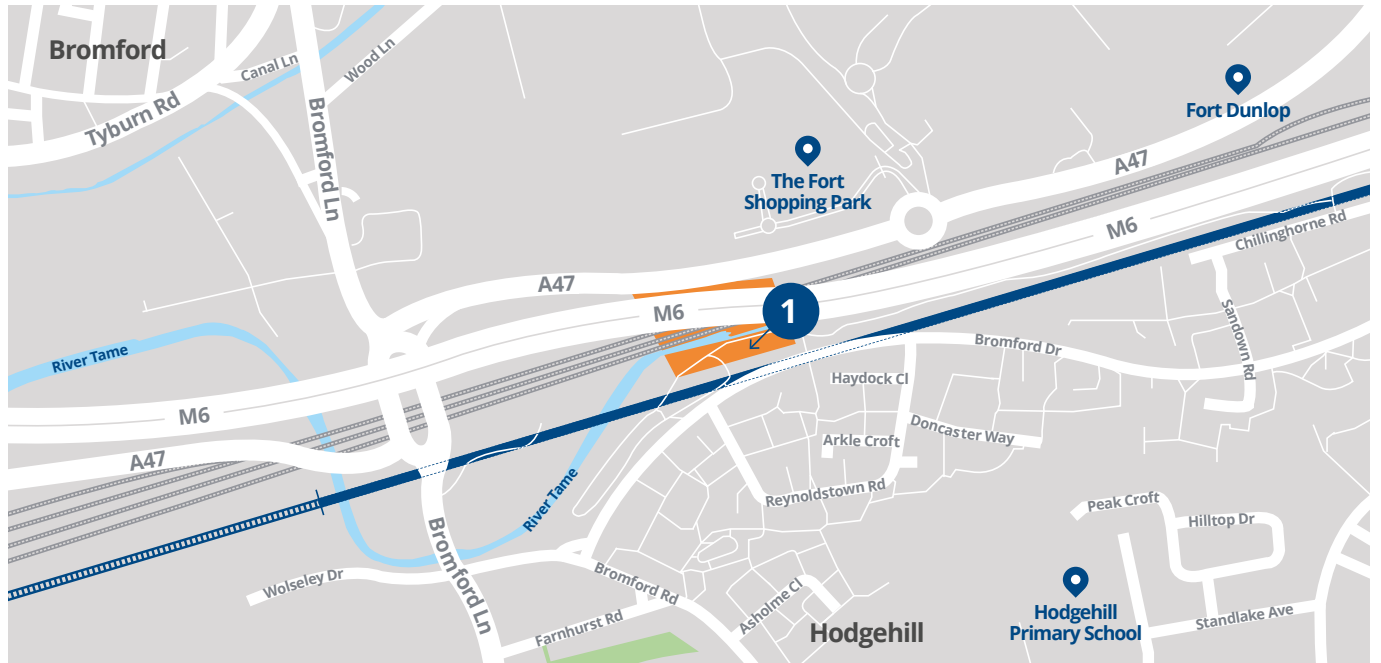 Bromford
Canal Ln
Wood Ln
Tyburn Rd
Bromford Ln
Fort Dunlop
The Fort
Shopping Park
A47
M6
Chillinghorne Rd
A47
M6
1
Sandown Rd
River Tame
Bromford Dr
Haydock Cl
M6
Doncaster Way
Arkle Croft
A47
River Tame
Reynoldstown Rd
Peak Croft
Hilltop Dr
Bromford Ln
Wolseley Dr
Bromford Rd
Asholme Cl
Farnhurst Rd
Hodgehill
Hodgehill
Primary School
Standlake Ave